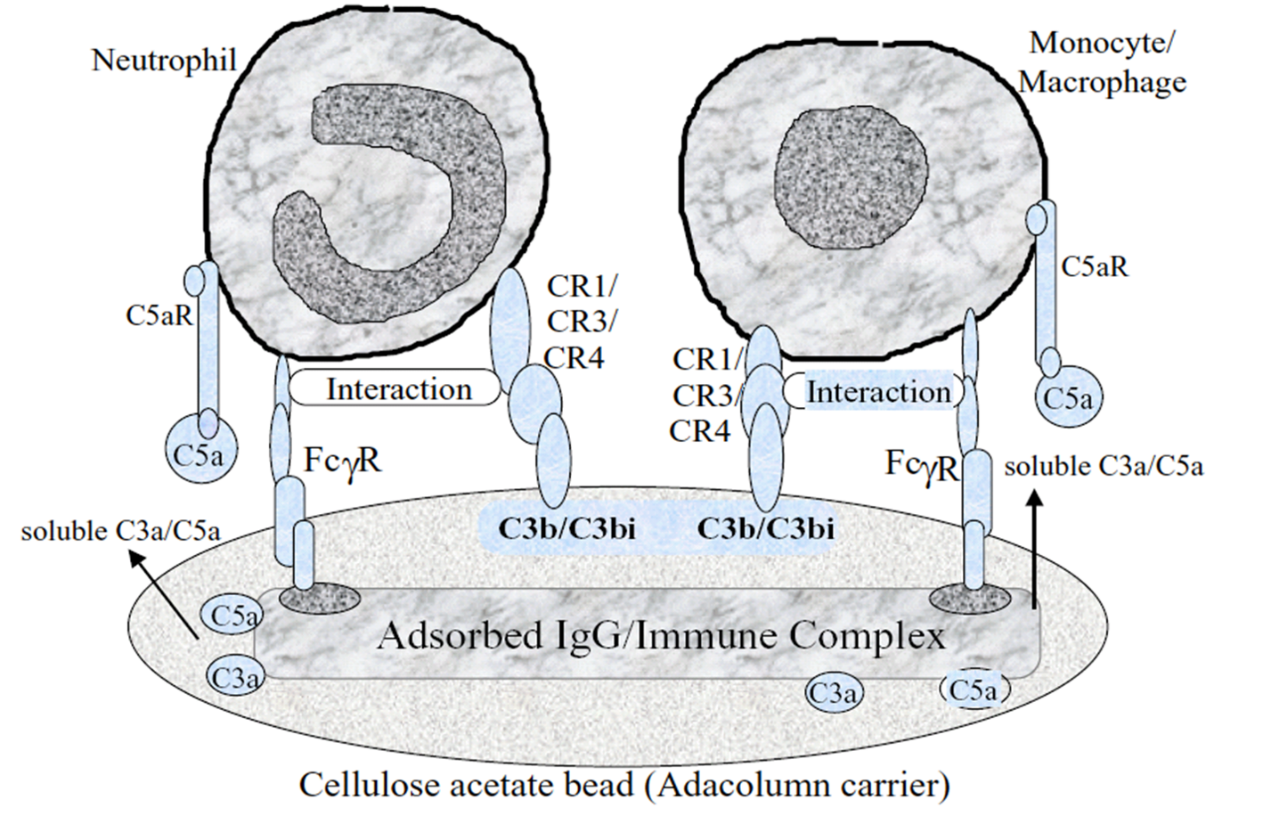 Neutrophil
Monocyte/
Macrophage
C5aR
CR1/
CR3/
CR4
Interaction
C5a
FcγR
soluble C3a/C5a
C5aR
CR1/
CR3/
CR4
Interaction
C5a
FcγR
soluble C3a/C5a
C3b/C3bi
C3b/C3bi
C5a
C3a
Adsorbed IgG/Immune Complex
C3a
C5a
Cellulose acetate bead (Adacolumn carrier)